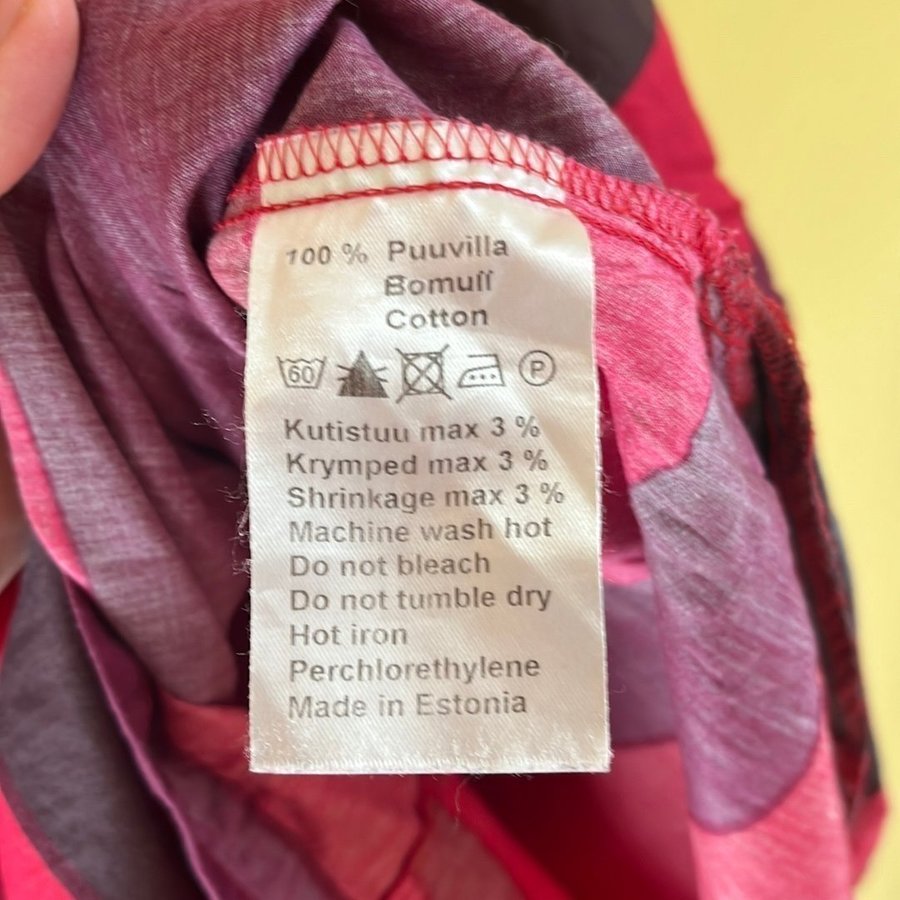 100 % Puuvilla
Bomull
Cotton
60 P
Kutistuu max 3 %
Krymped max 3 %
Shrinkage max 3 %
Machine wash hot
Do not bleach
Do not tumble dry
Hot iron
Perchlorethylene
Made in Estonia